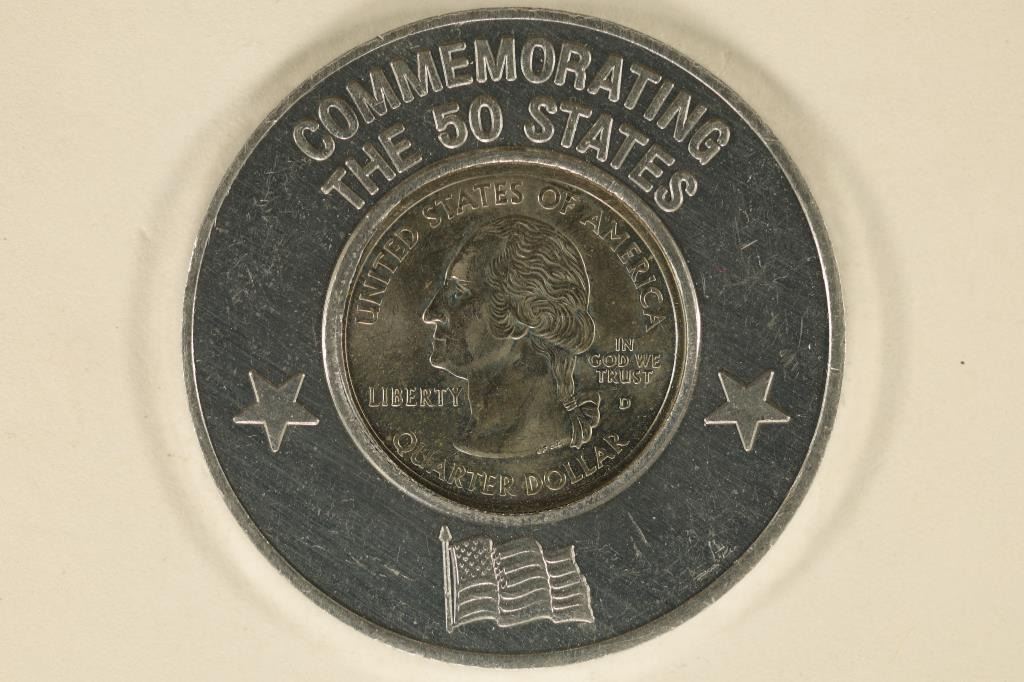 COMMEMORATING
THE 50 STATES
UNITED STATES OF AMERICA
IN
GOD WE
TRUST
LIBERTY
D
QUARTER DOLLAR